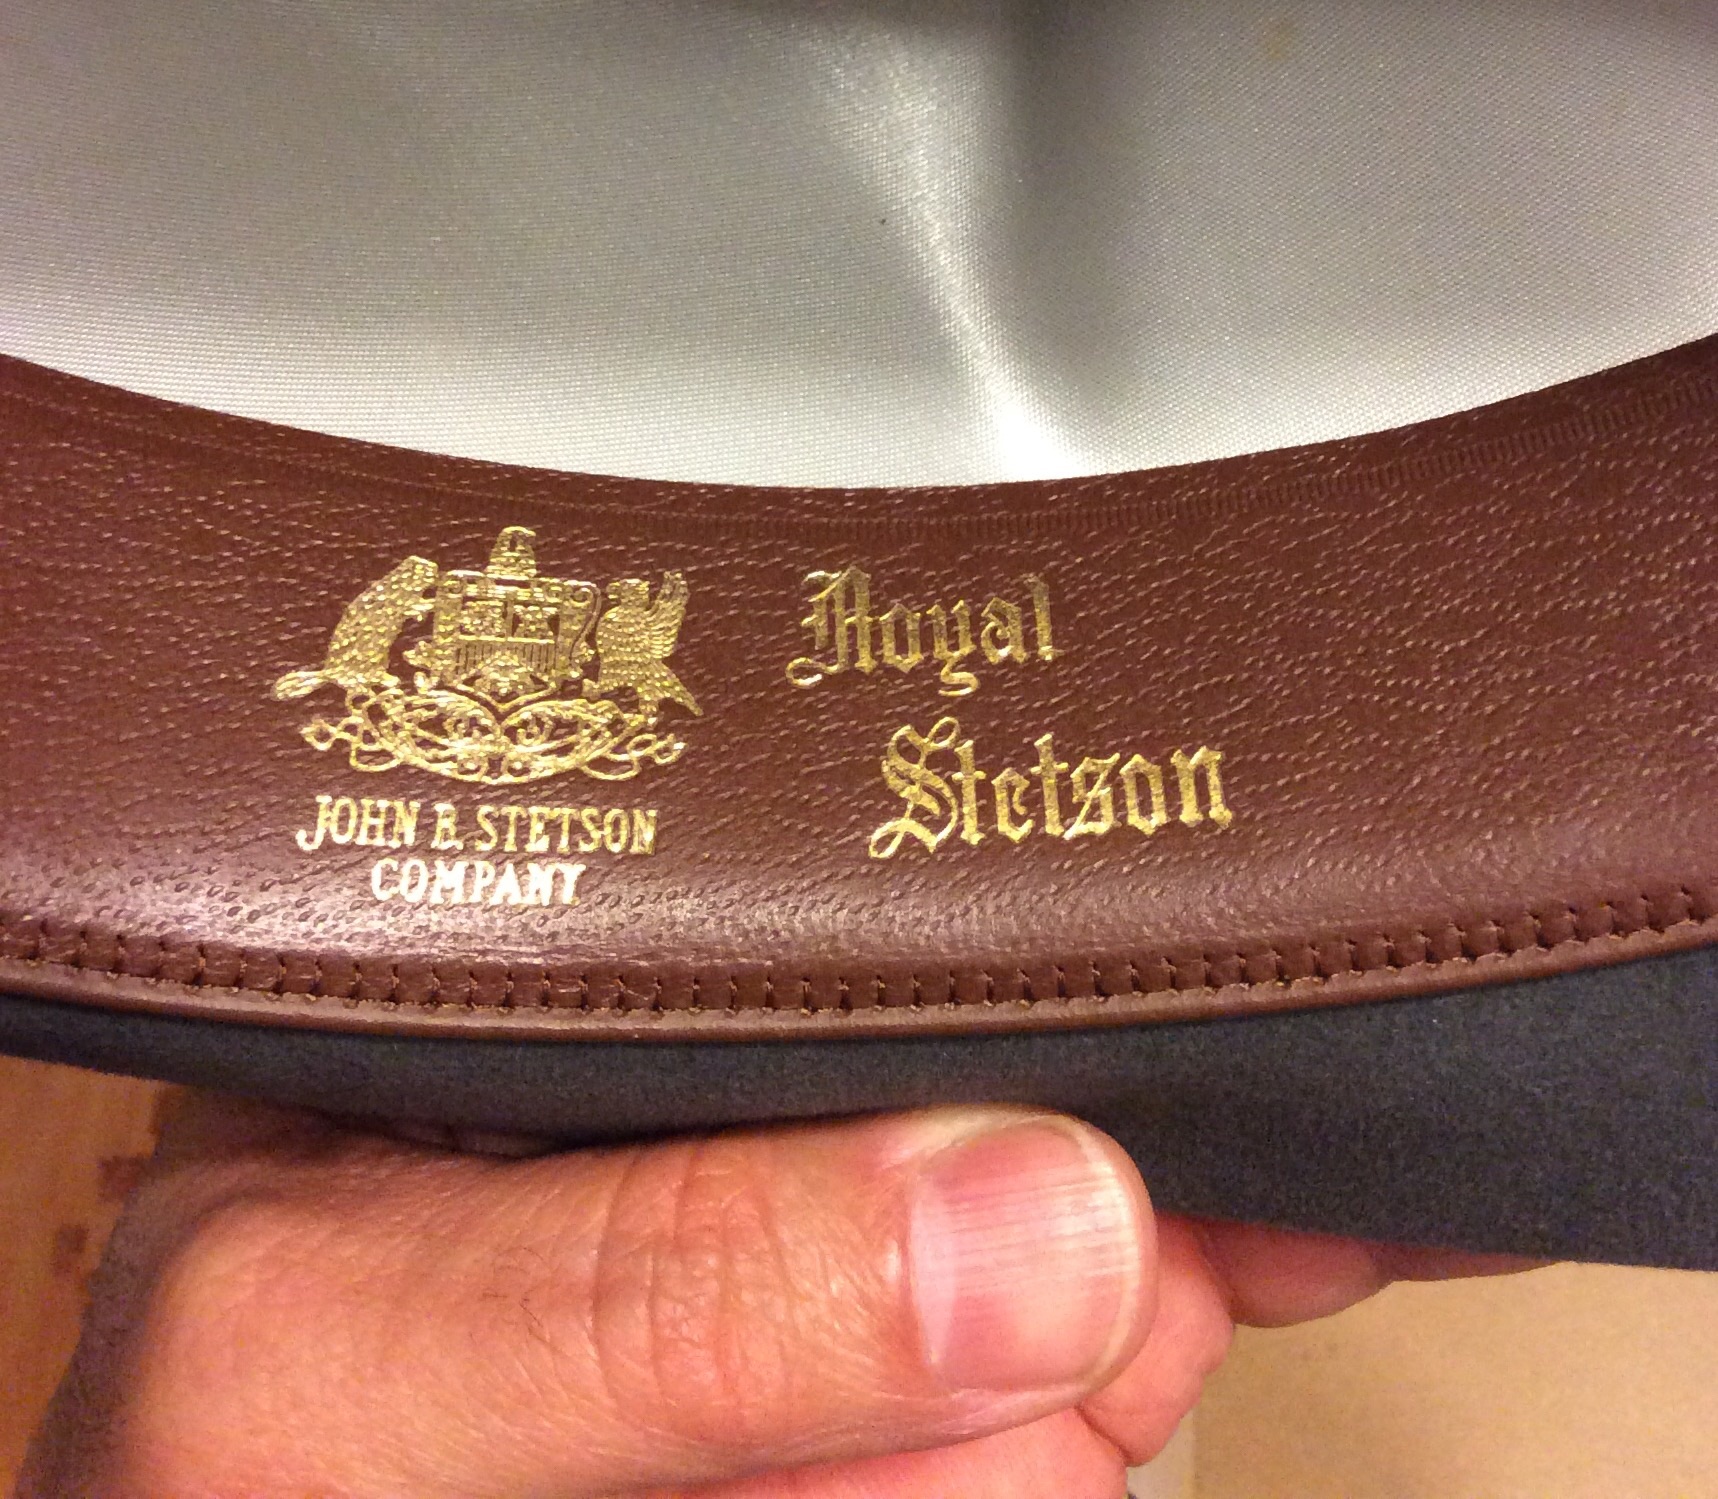 JOHN B. STETSON
COMPANY
Royal
Stetson